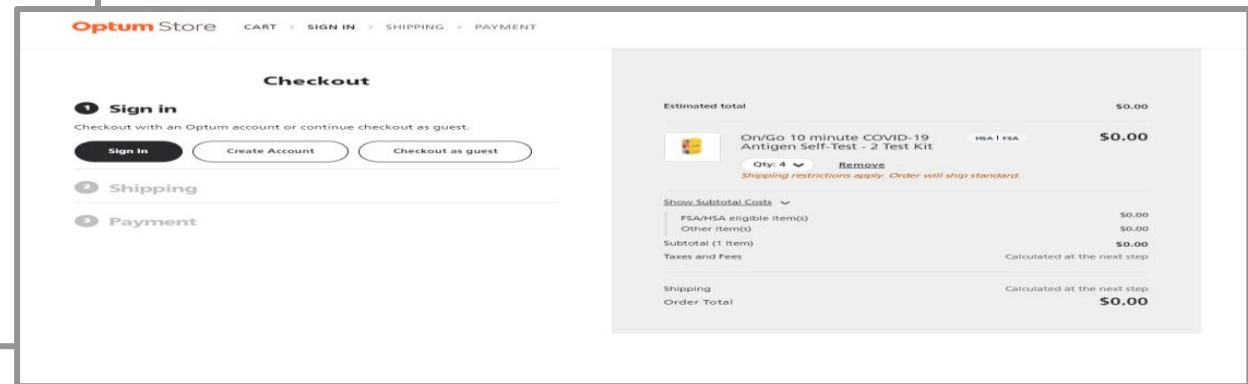 Optum Store CART > SIGN IN > SHIPPING > PAYMENT
Checkout
1 Sign in
Checkout with an Optum account or continue checkout as guest.
Sign In Create Account Checkout as guest
2 Shipping
3 Payment
Estimated total $0.00
On/Go 10 minute COVID-19 HSA | FSA $0.00
Antigen Self-Test - 2 Test Kit
Qty: 4 Remove
Shipping restrictions apply. Order will ship standard.
Show Subtotal Costs
FSA/HSA eligible item(s) $0.00
Other item(s) $0.00
Subtotal (1 item) $0.00
Taxes and Fees Calculated at the next step
Shipping Calculated at the next step
Order Total $0.00